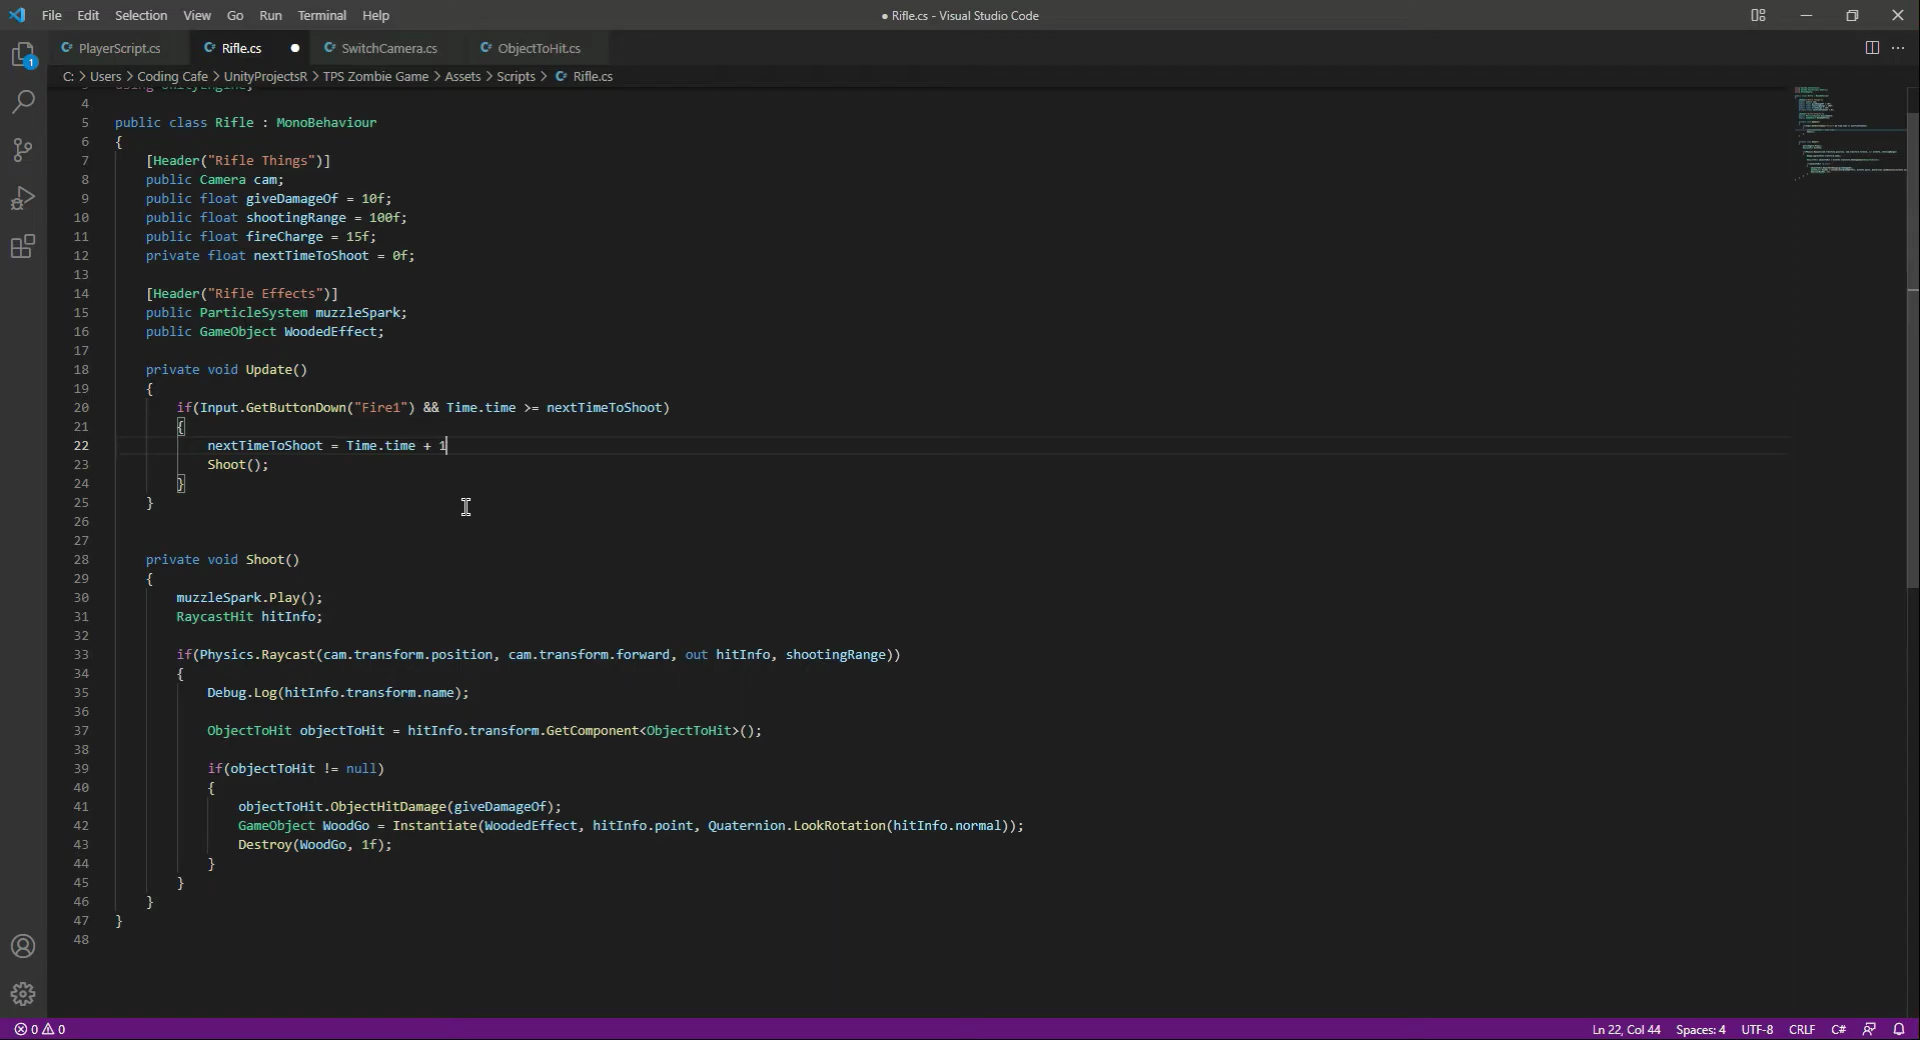 File Edit Selection View Go Run Terminal Help
● Rifle.cs - Visual Studio Code
PlayerScript.cs Rifle.cs SwitchCamera.cs ObjectToHit.cs
C: > Users > Coding Cafe > UnityProjectsR > TPS Zombie Game > Assets > Scripts > Rifle.cs
1
4
5 public class Rifle : MonoBehaviour
6 {
7 [Header("Rifle Things")]
8 public Camera cam;
9 public float giveDamageOf = 10f;
10 public float shootingRange = 100f;
11 public float fireCharge = 15f;
12 private float nextTimeToShoot = 0f;
13
14 [Header("Rifle Effects")]
15 public ParticleSystem muzzleSpark;
16 public GameObject WoodedEffect;
17
18 private void Update()
19 {
20 if(Input.GetButtonDown("Fire1") && Time.time >= nextTimeToShoot)
21 {
22 nextTimeToShoot = Time.time + 1
23 Shoot();
24 }
25 }
26
27
28 private void Shoot()
29 {
30 muzzleSpark.Play();
31 RaycastHit hitInfo;
32
33 if(Physics.Raycast(cam.transform.position, cam.transform.forward, out hitInfo, shootingRange))
34 {
35 Debug.Log(hitInfo.transform.name);
36
37 ObjectToHit objectToHit = hitInfo.transform.GetComponent<ObjectToHit>();
38
39 if(objectToHit != null)
40 {
41 objectToHit.ObjectHitDamage(giveDamageOf);
42 GameObject WoodGo = Instantiate(WoodedEffect, hitInfo.point, Quaternion.LookRotation(hitInfo.normal));
43 Destroy(WoodGo, 1f);
44 }
45 }
46 }
47 }
48
0 0 Ln 22, Col 44 Spaces: 4 UTF-8 CRLF C#